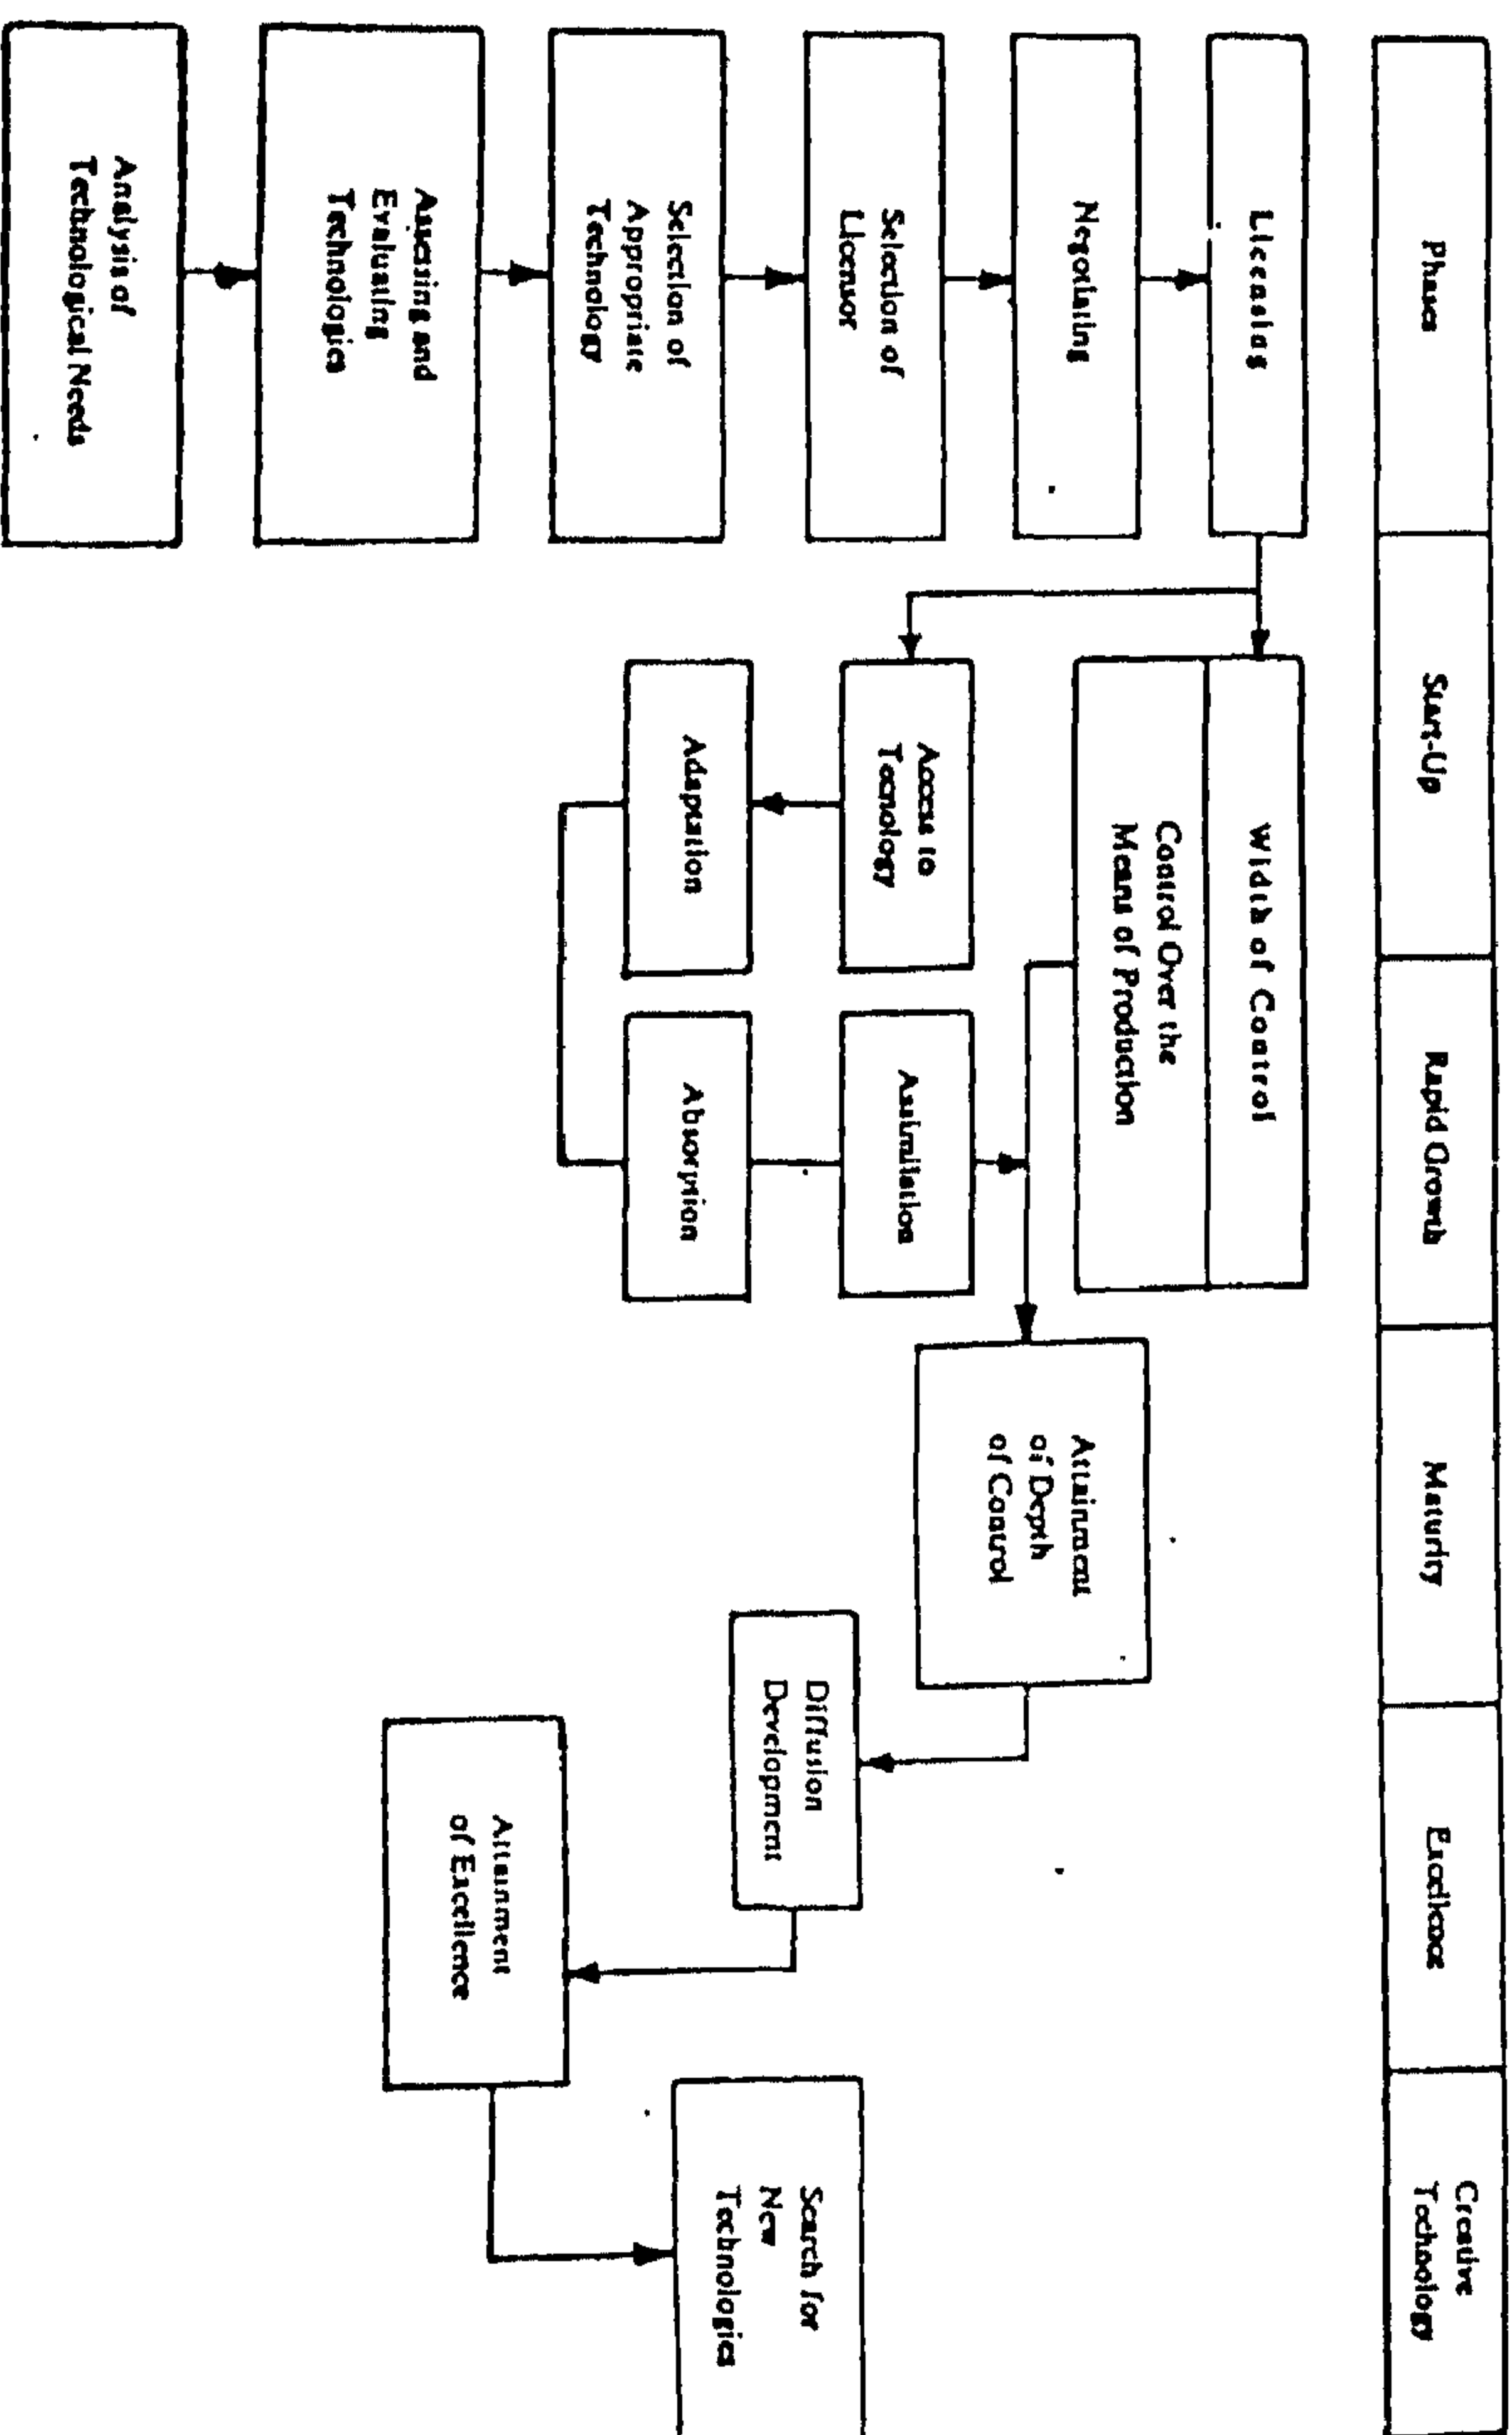 Phases
Start-Up
Rapid Growth
Maturity
Excellence
Creative
Technology
Licensing
Width of Control
Control Over the
Means of Production
Negotiating
Selection of
Licensor
Access to
Tecnology
Assimilation
Attainment
of Depth
of Control
Selection of
Appropriate
Technology
Adaptation
Absorption
Diffusion
Development
Search for
New
Technologies
Assessing and
Evaluating
Technologies
Attainment
of Excellence
Analysis of
Technological Needs